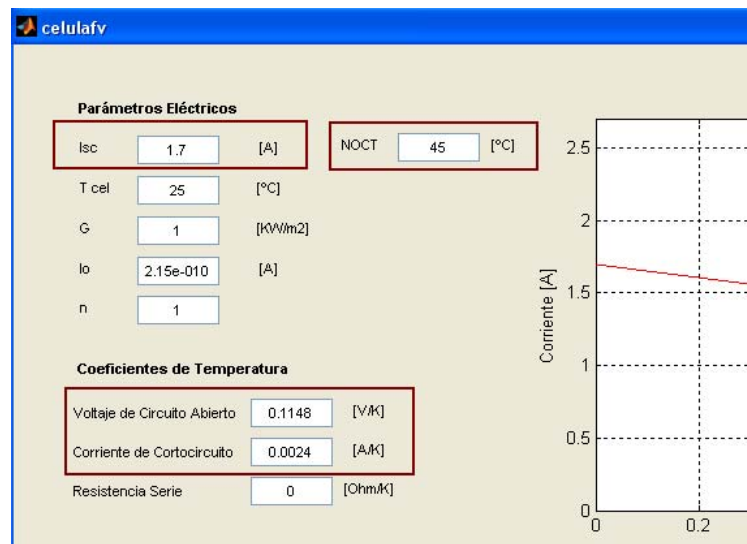 celulafv
Parámetros Eléctricos
Isc 1.7 [A]
NOCT 45 [ºC]
T cel 25 [ºC]
G 1 [KW/m2]
Io 2.15e-010 [A]
n 1
Coeficientes de Temperatura
Voltaje de Circuito Abierto 0.1148 [V/K]
Corriente de Cortocircuito 0.0024 [A/K]
Resistencia Serie 0 [Ohm/K]
Corriente [A]
2.5
2
1.5
1
0.5
0
0 0.2